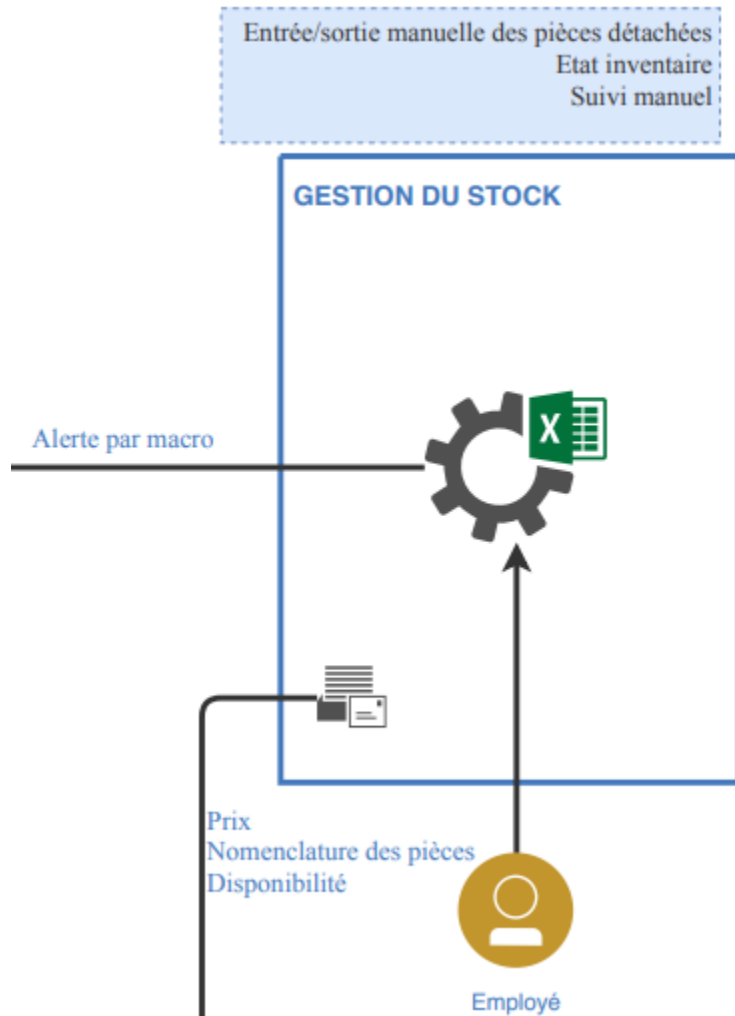 Entrée/sortie manuelle des pièces détachées
Etat inventaire
Suivi manuel
GESTION DU STOCK
X
Alerte par macro
Prix
Nomenclature des pièces
Disponibilité
Employé